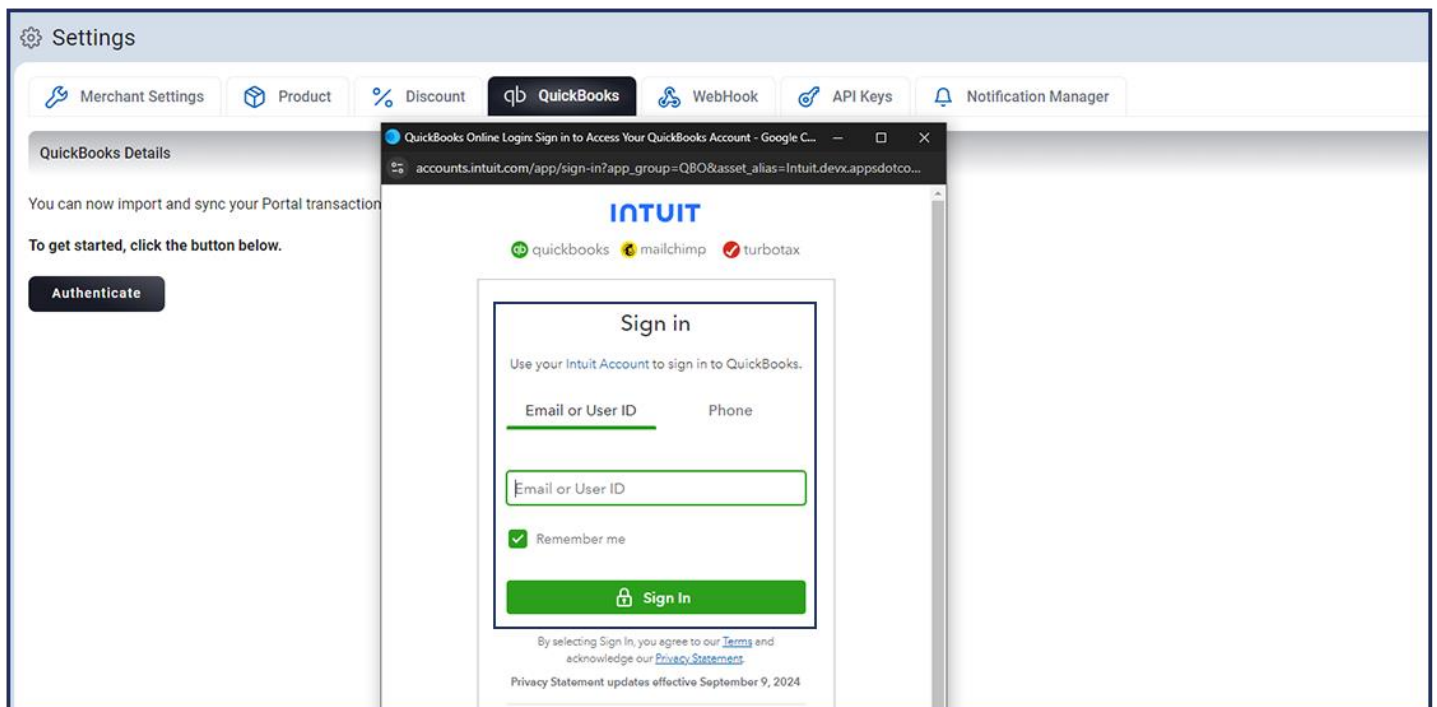 Settings
Merchant Settings
Product
Discount
qb QuickBooks
WebHook
API Keys
Notification Manager
QuickBooks Details
You can now import and sync your Portal transaction
To get started, click the button below.
Authenticate
QuickBooks Online Login: Sign in to Access Your QuickBooks Account - Google C...
accounts.intuit.com/app/sign-in?app_group=QBO&asset_alias=Intuit.devx.appsdotco...
INTUIT
qb quickbooks mailchimp turbotax
Sign in
Use your Intuit Account to sign in to QuickBooks.
Email or User ID
Phone
Email or User ID
Remember me
Sign In
By selecting Sign In, you agree to our Terms and
acknowledge our Privacy Statement.
Privacy Statement updates effective September 9, 2024